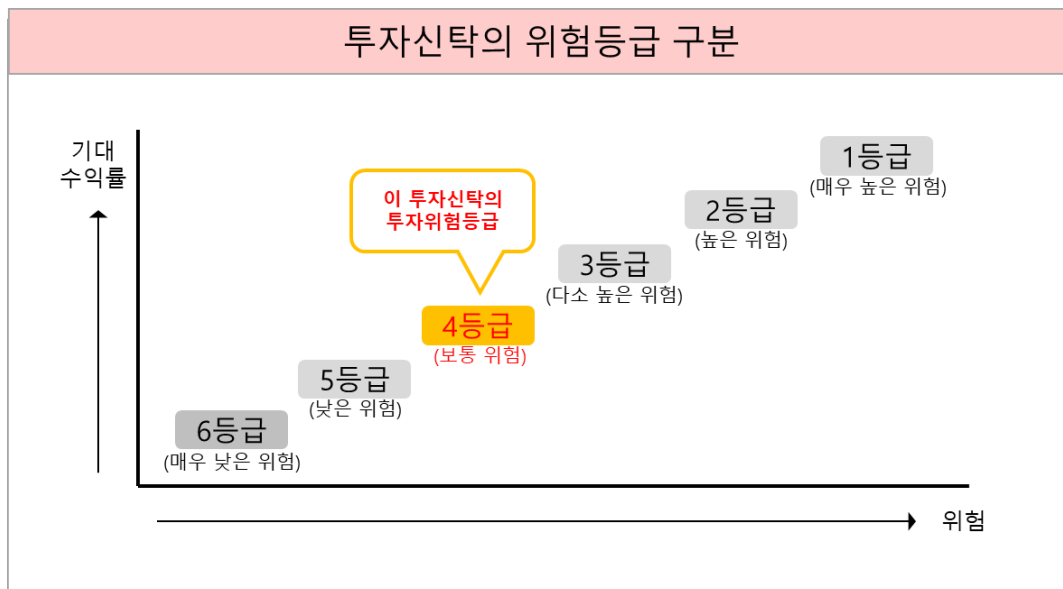 투자신탁의 위험등급 구분
기대
수익률
1등급
(매우 높은 위험)
이 투자신탁의
투자위험등급
2등급
(높은 위험)
3등급
(다소 높은 위험)
4등급
(보통 위험)
5등급
(낮은 위험)
6등급
(매우 낮은 위험)
위험